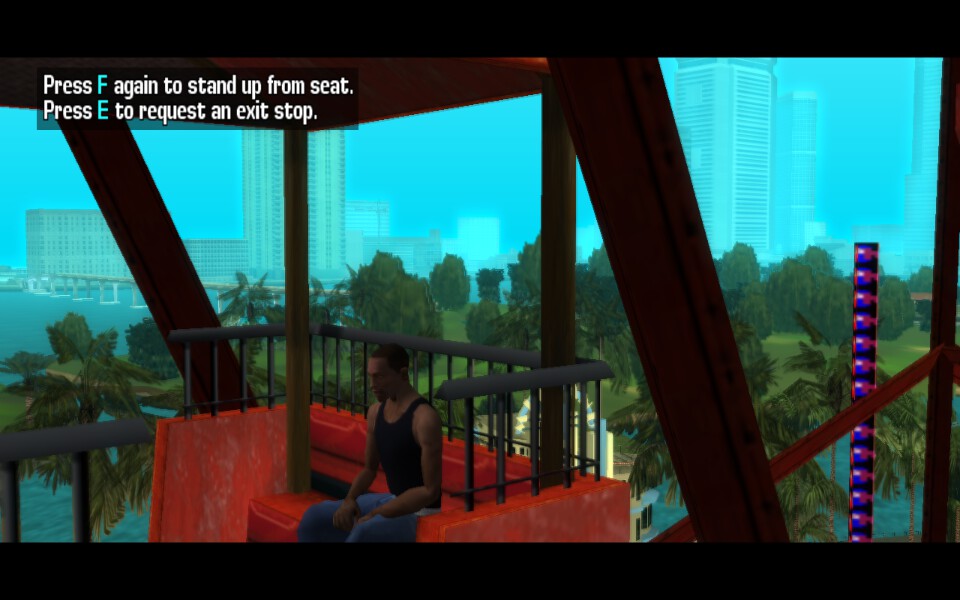 Press F again to stand up from seat.
Press E to request an exit stop.